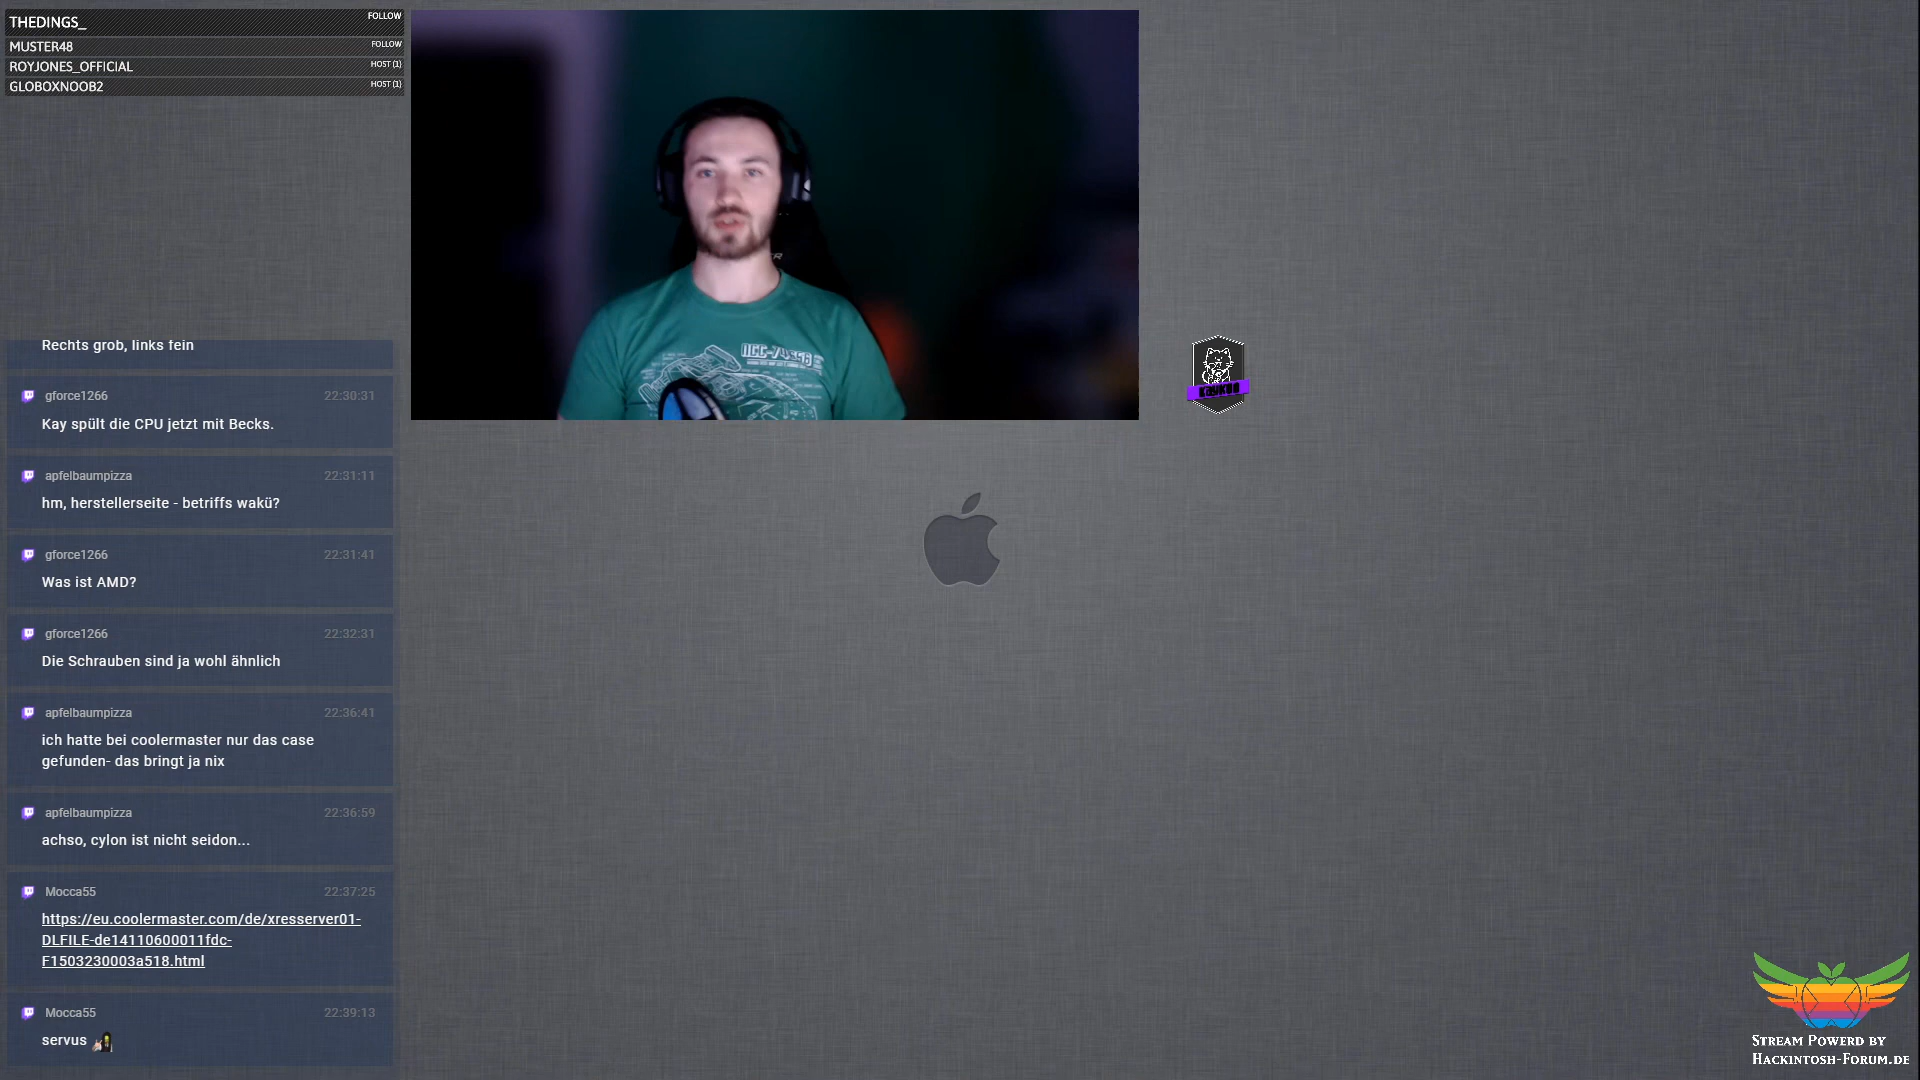 THEDINGS_ FOLLOW
MUSTER48 FOLLOW
ROYJONES_OFFICIAL HOST (1)
GLOBOXNOOB2 HOST (1)
NCC-74656
Rechts grob, links fein
gforce1266 22:30:31
Kay spült die CPU jetzt mit Becks.
apfelbaumpizza 22:31:11
hm, herstellerseite - betriffs wakü?
gforce1266 22:31:41
Was ist AMD?
gforce1266 22:32:31
Die Schrauben sind ja wohl ähnlich
apfelbaumpizza 22:36:41
ich hatte bei coolermaster nur das case
gefunden- das bringt ja nix
apfelbaumpizza 22:36:59
achso, cylon ist nicht seidon...
Mocca55 22:37:25
https://eu.coolermaster.com/de/xresserver01-
DLFILE-de14110600011fdc-
F1503230003a518.html
Mocca55 22:39:13
servus
Stream Powerd by
Hackintosh-Forum.de